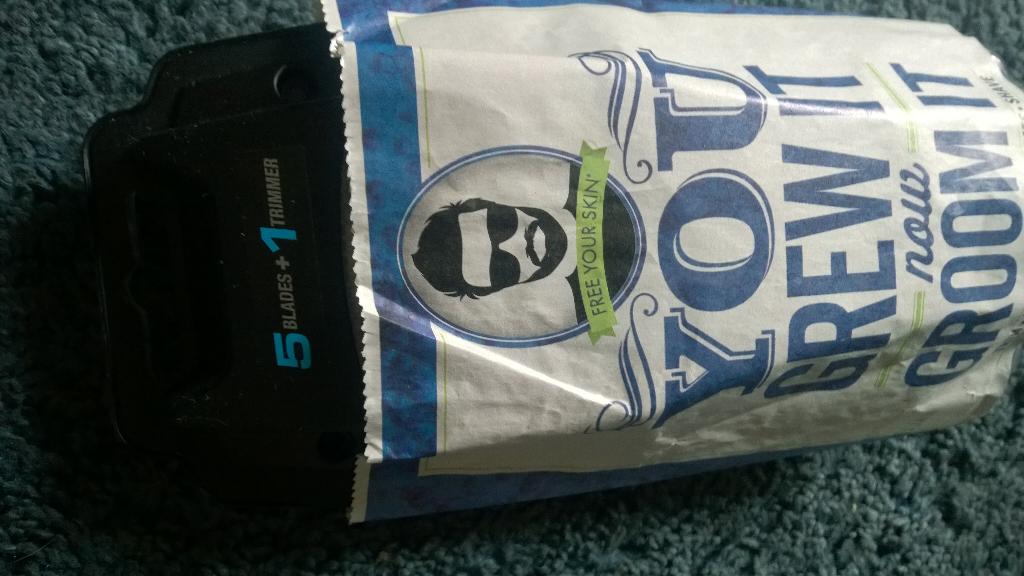 5 BLADES + 1 TRIMMER
FREE YOUR SKIN*
YOU
GREW IT
now
GROOM IT